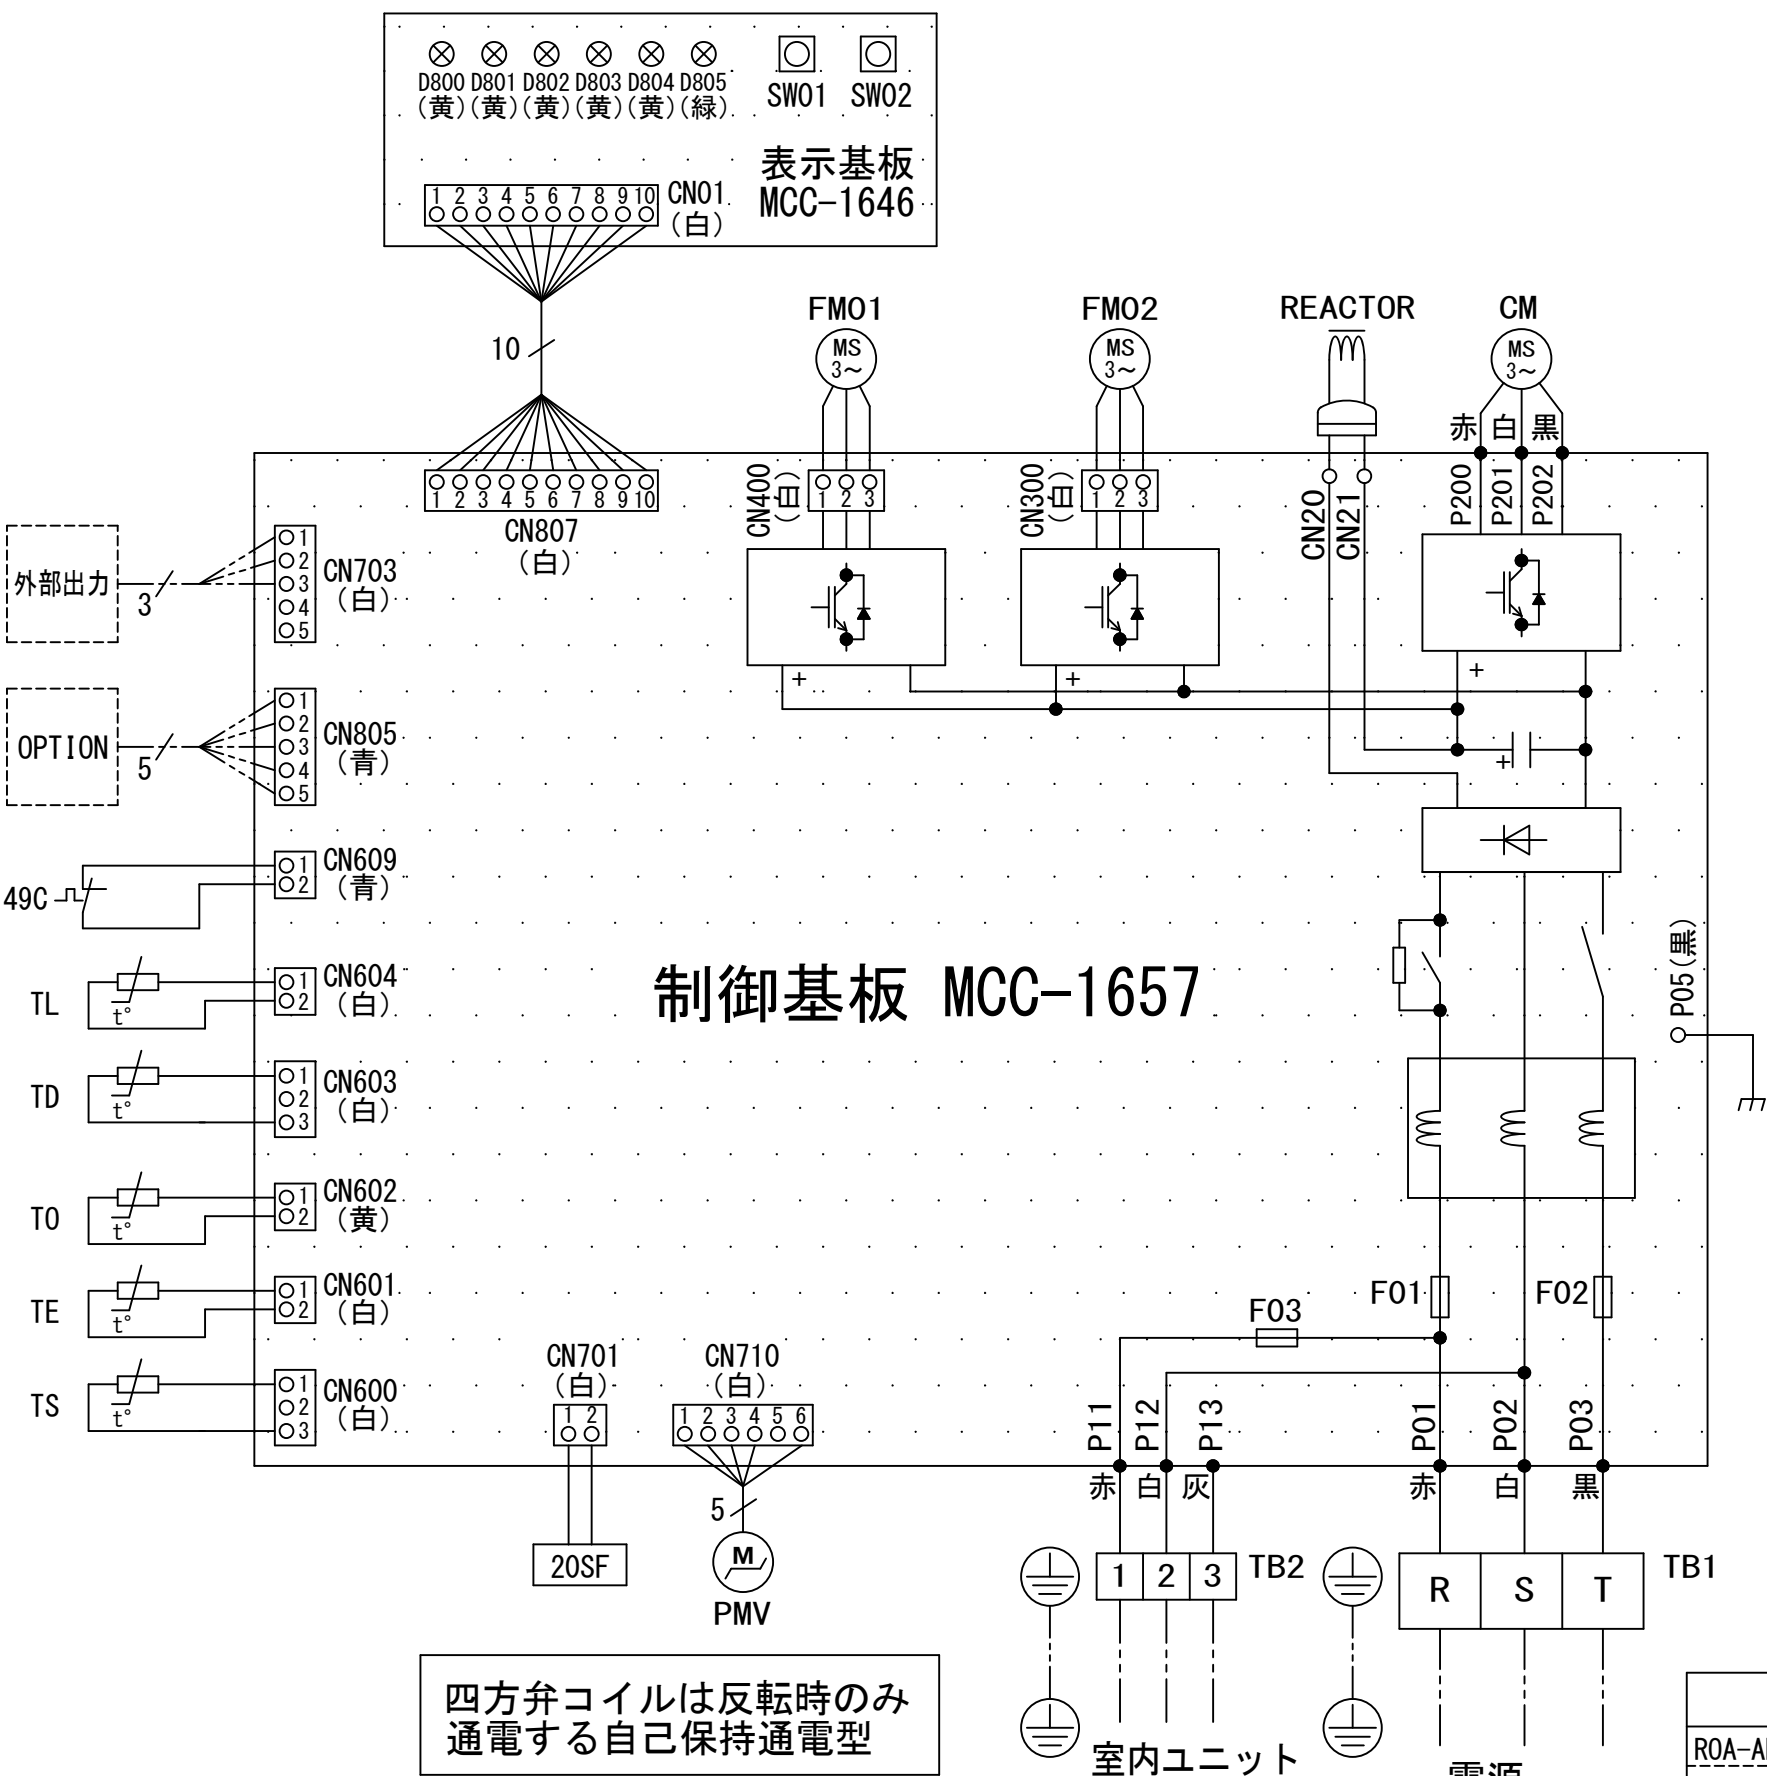 D800 D801 D802 D803 D804 D805
(黄)(黄)(黄)(黄)(黄)(緑)
SW01 SW02
表示基板
MCC-1646
1 2 3 4 5 6 7 8 9 10
CN01
(白)
10
FM01
MS
3～
FM02
MS
3～
REACTOR
CM
MS
3～
赤 白 黒
P200
P201
P202
CN400
(白)
1 2 3
CN300
(白)
1 2 3
CN20
CN21
1 2 3 4 5 6 7 8 9 10
CN807
(白)
外部出力
3
1
2
3
4
5
CN703
(白)
OPTION
5
1
2
3
4
5
CN805
(青)
+
+
+
+
49C
1
2
CN609
(青)
TL
t°
1
2
CN604
(白)
制御基板 MCC-1657
P05(黒)
TD
t°
1
2
3
CN603
(白)
TO
t°
1
2
CN602
(黄)
TE
t°
1
2
CN601
(白)
TS
t°
1
2
3
CN600
(白)
F01
F02
F03
CN701
(白)
1 2
20SF
CN710
(白)
1 2 3 4 5 6
5
M
PMV
P11
P12
P13
赤 白 灰
P01
P02
P03
赤 白 黒
1 2 3
TB2
R S T
TB1
四方弁コイルは反転時のみ
通電する自己保持通電型
室内ユニット
電源